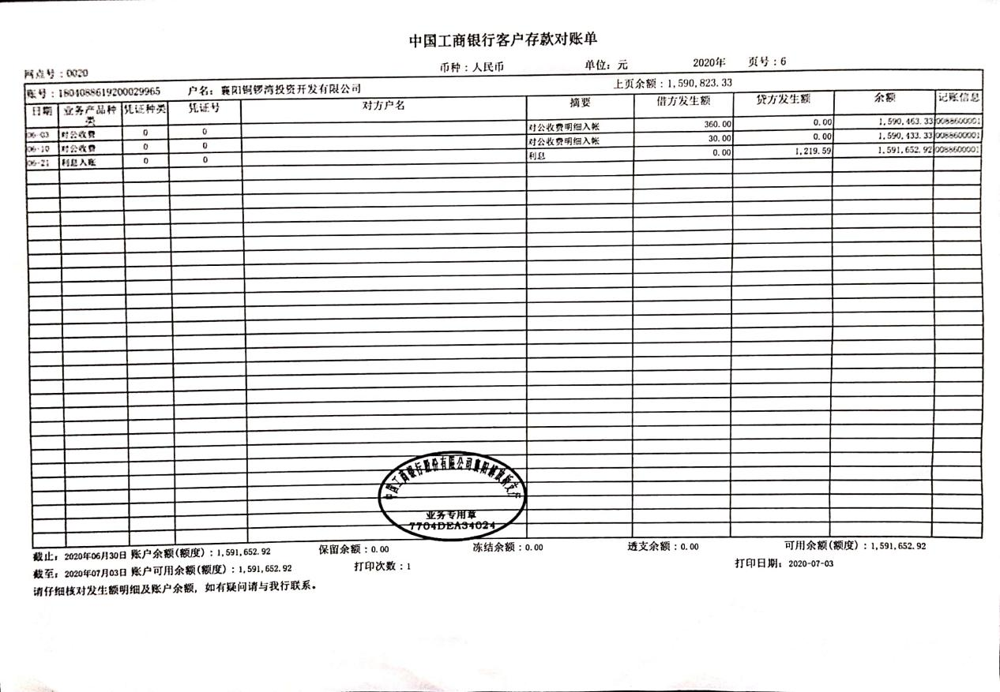 中国工商银行客户存款对账单
网点号：0020 币种：人民币 单位：元 2020年 页号：6
账号：1804088619200029965 户名：襄阳铜锣湾投资开发有限公司 上页余额：1,590,823.33
日期 业务产品种类 凭证种类 凭证号 对方户名 摘要 借方发生额 贷方发生额 余额 记账信息
06-03 对公收费 0 0 对公收费明细入帐 360.00 0.00 1,590,463.33 0088600001
06-10 对公收费 0 0 对公收费明细入帐 30.00 0.00 1,590,433.33 0088600001
06-21 利息入账 0 0 利息 0.00 1,219.59 1,591,652.92 0088600001
中国工商银行股份有限公司襄阳解放桥支行
业务专用章
7704DEA34024
截止：2020年06月30日 账户余额(额度)：1,591,652.92 保留余额：0.00 冻结余额：0.00 透支余额：0.00 可用余额(额度)：1,591,652.92
截至：2020年07月03日 账户可用余额(额度)：1,591,652.92 打印次数：1 打印日期：2020-07-03
请仔细核对发生额明细及账户余额，如有疑问请与我行联系。